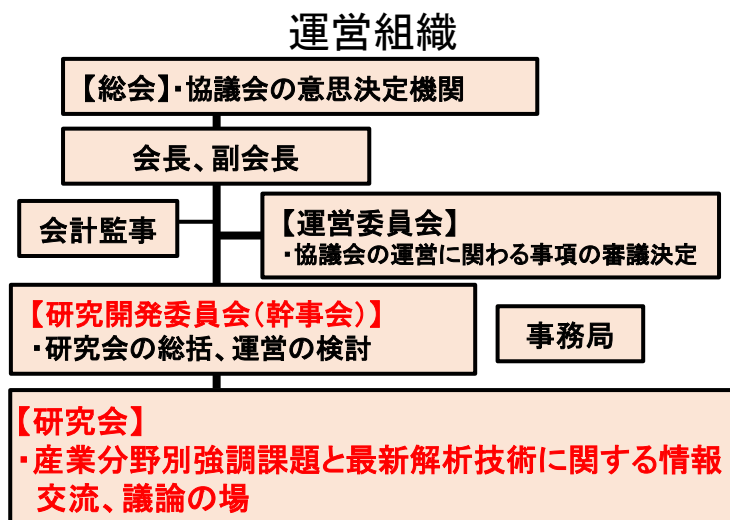 運営組織
【総会】・協議会の意思決定機関
会長、副会長
会計監事
【運営委員会】
・協議会の運営に関わる事項の審議決定
【研究開発委員会(幹事会)】
・研究会の総括、運営の検討
事務局
【研究会】
・産業分野別強調課題と最新解析技術に関する情報
交流、議論の場